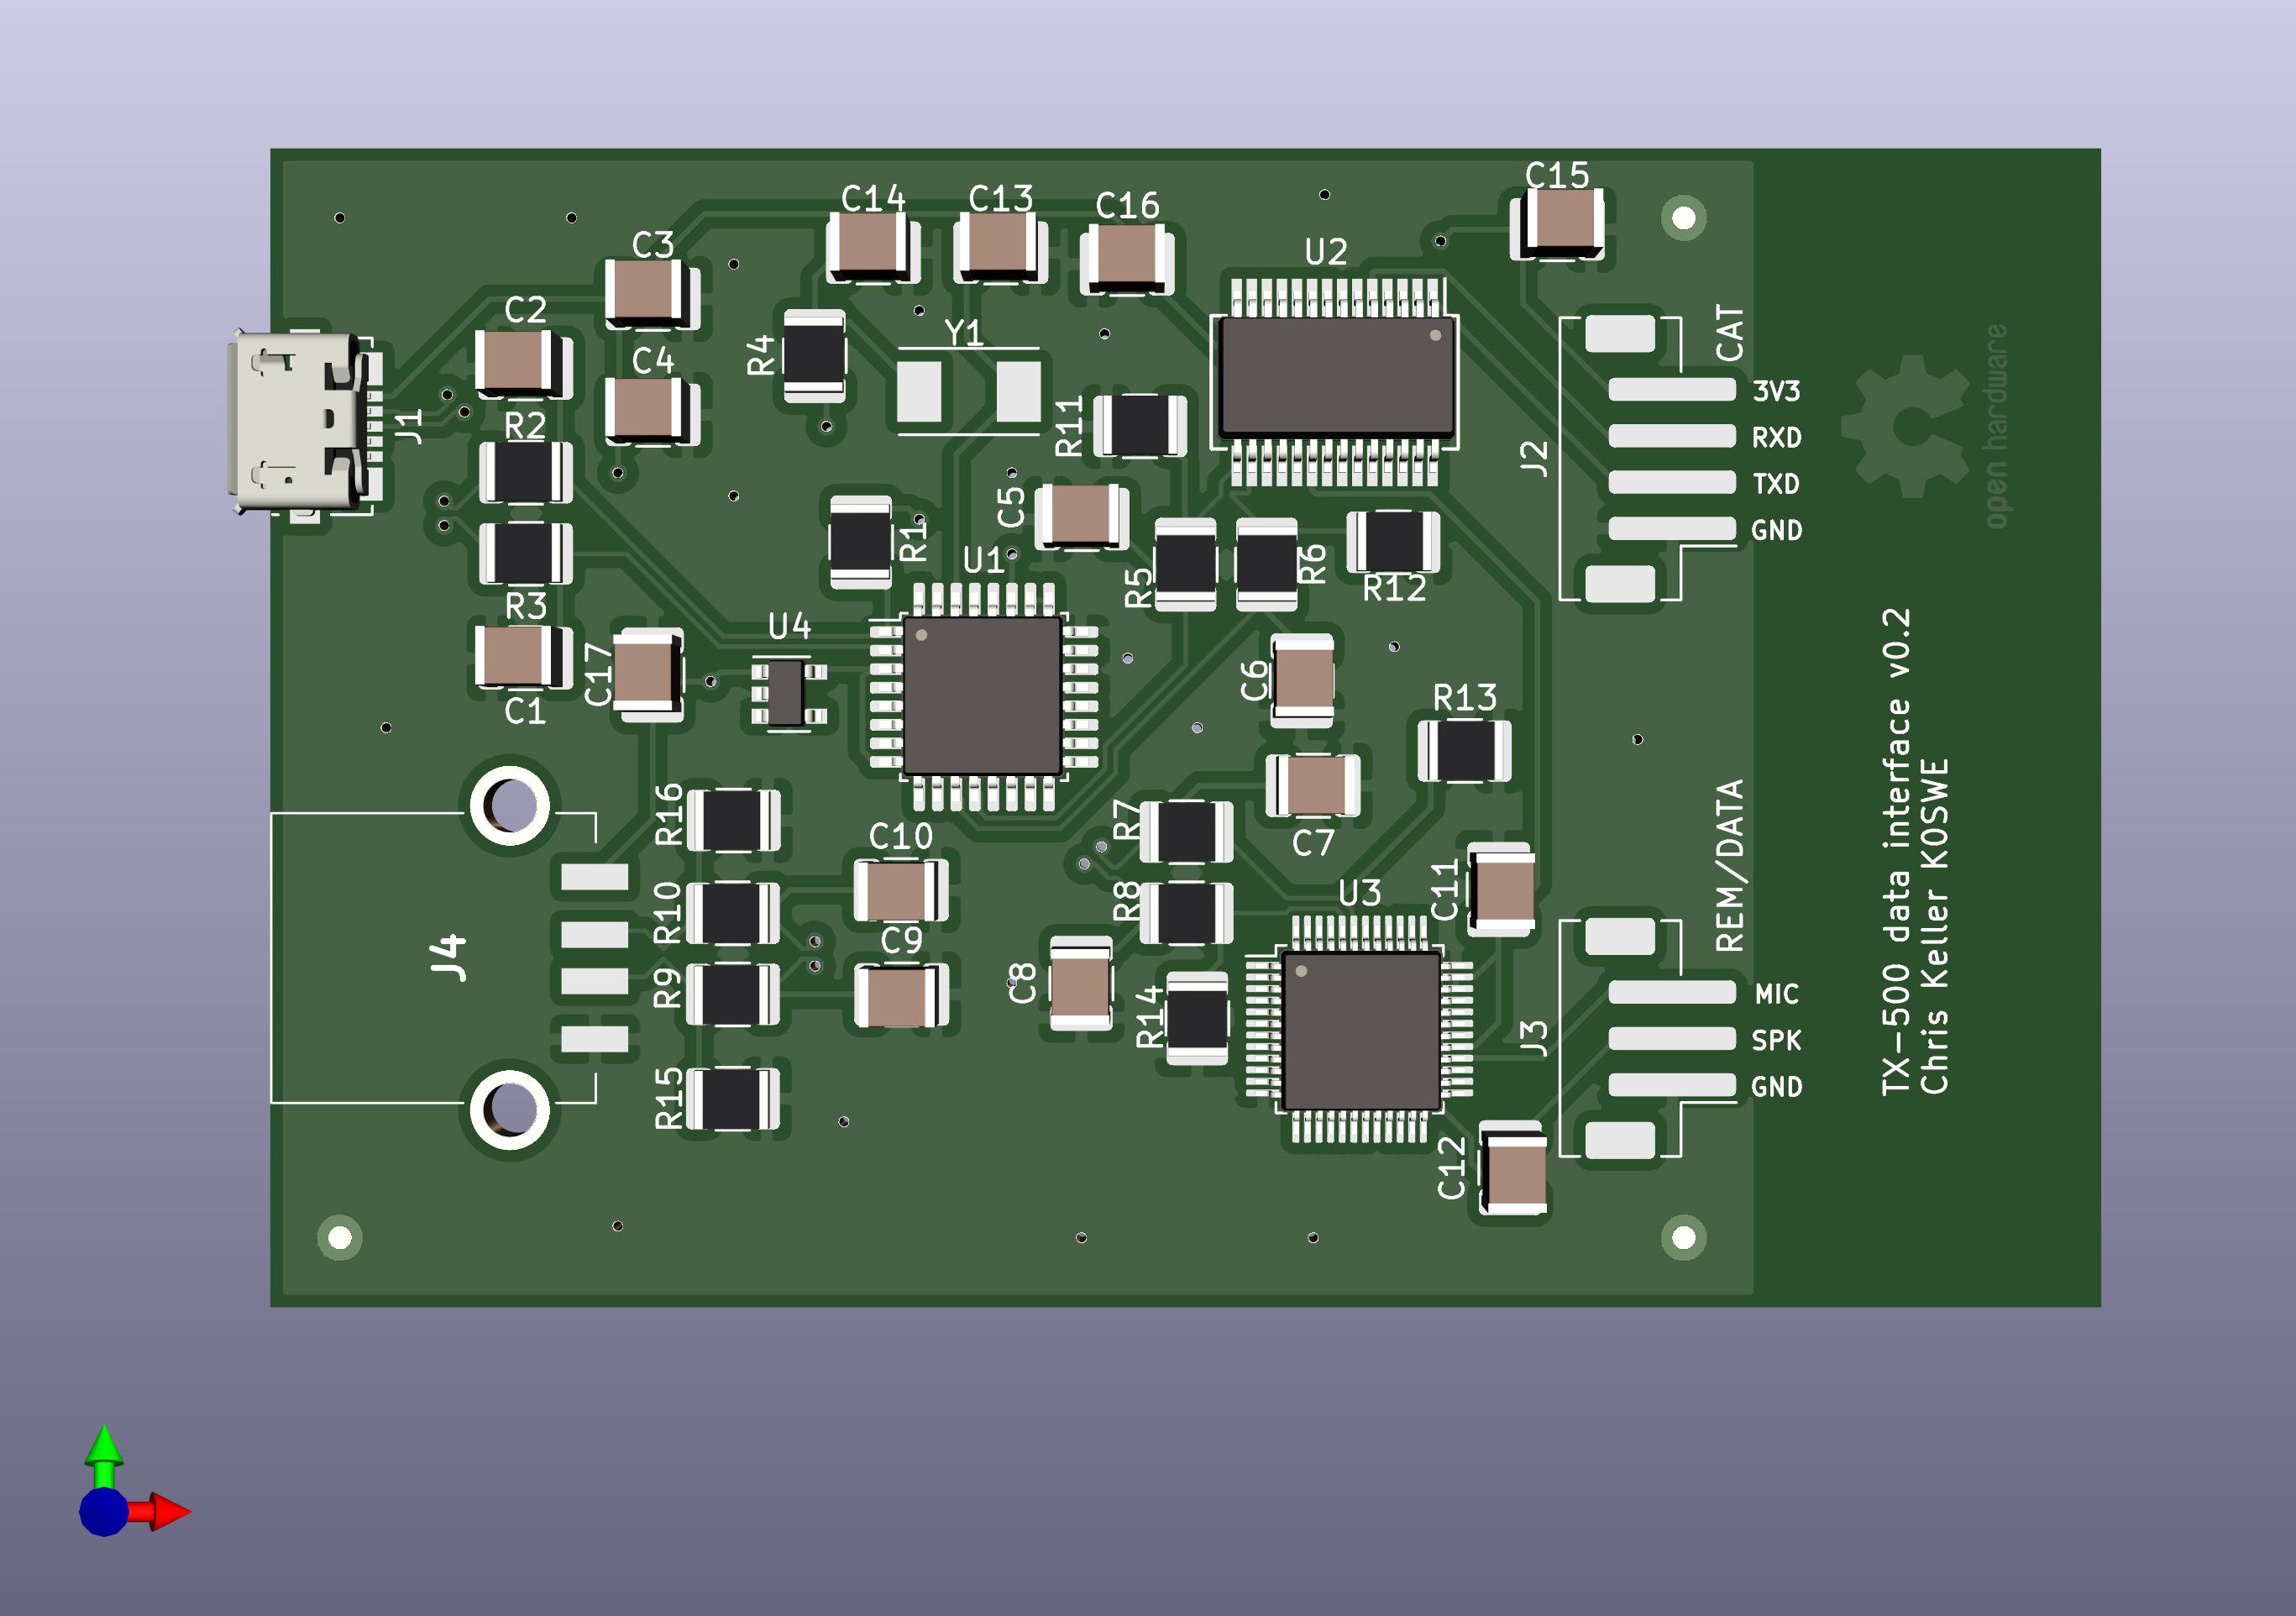 C15
C14
C13
C16
C3
U2
C2
CAT
Y1
R4
C4
3V3
J1
R2
R11
RXD
open hardware
J2
TXD
C5
GND
R1
U1
R5
R6
R12
R3
U4
C17
C6
C1
R13
TX-500 data interface v0.2
Chris Keller K0SWE
R16
C10
R7
C7
REM/DATA
R10
R8
U3
C11
C9
J4
R9
C8
MIC
R14
J3
SPK
GND
R15
C12